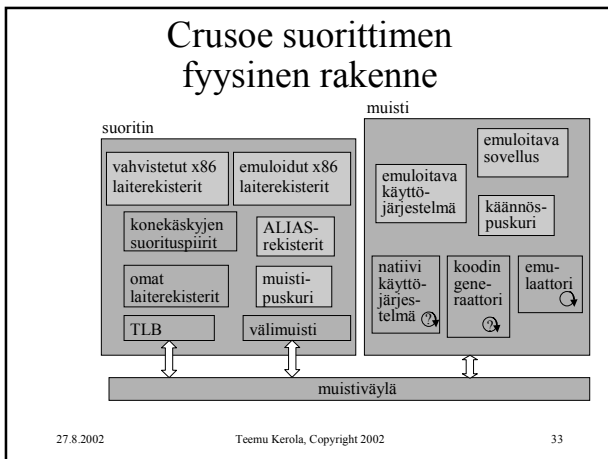 Crusoe suorittimen
fyysinen rakenne
suoritin
vahvistetut x86
laiterekisterit
emuloidut x86
laiterekisterit
konekäskyjen
suorituspiirit
ALIAS-
rekisterit
omat
laiterekisterit
muisti-
puskuri
TLB
välimuisti
muisti
emuloitava
sovellus
emuloitava
käyttö-
järjestelmä
käännös-
puskuri
natiivi
käyttö-
järjes-
telmä
?
koodin
gene-
raattori
?
emu-
laattori
muistiväylä
27.8.2002
Teemu Kerola, Copyright 2002
33